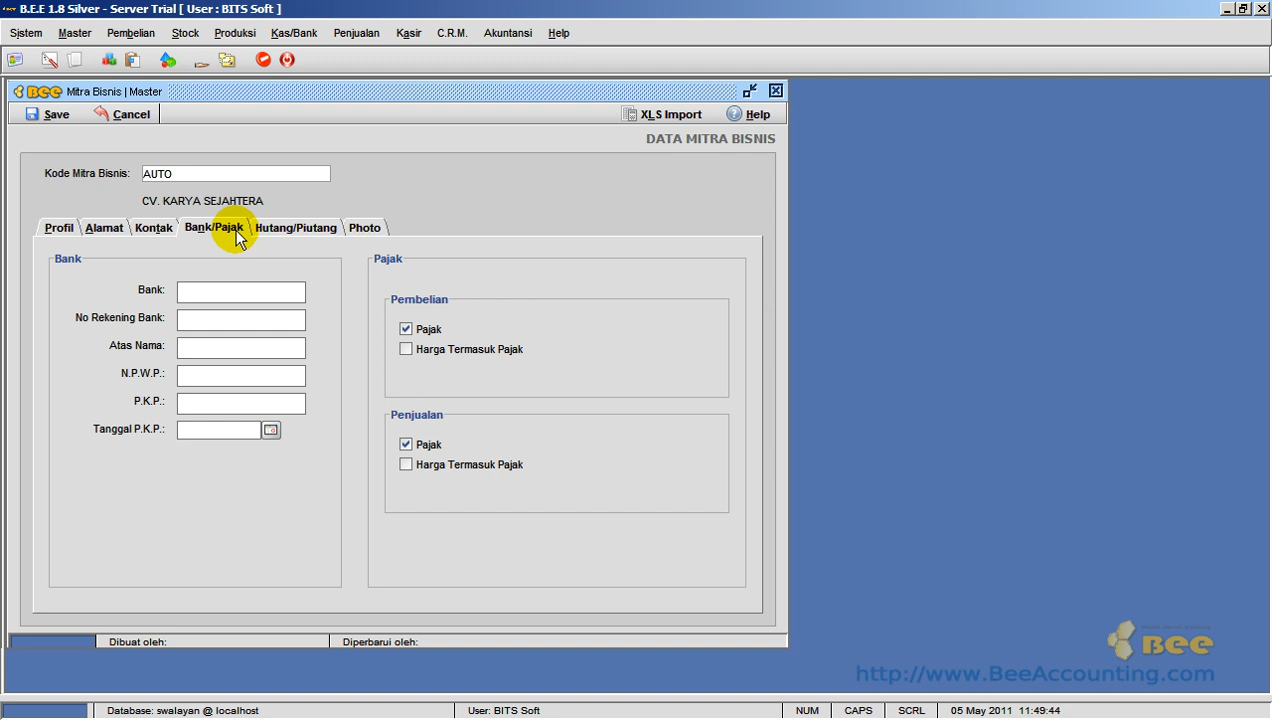 B.E.E 1.8 Silver - Server Trial [ User : BITS Soft ]
Sistem Master Pembelian Stock Produksi Kas/Bank Penjualan Kasir C.R.M. Akuntansi Help
BEE Mitra Bisnis | Master
Save Cancel XLS Import Help
DATA MITRA BISNIS
Kode Mitra Bisnis: AUTO
CV. KARYA SEJAHTERA
Profil Alamat Kontak Bank/Pajak Hutang/Piutang Photo
Bank Pajak
Bank:
No Rekening Bank:
Atas Nama:
N.P.W.P.:
P.K.P.:
Tanggal P.K.P.:
Pembelian
Pajak
Harga Termasuk Pajak
Penjualan
Pajak
Harga Termasuk Pajak
Dibuat oleh: Diperbarui oleh:
BEE
http://www.BeeAccounting.com
Database: swalayan @ localhost User: BITS Soft NUM CAPS SCRL 05 May 2011 11:49:44